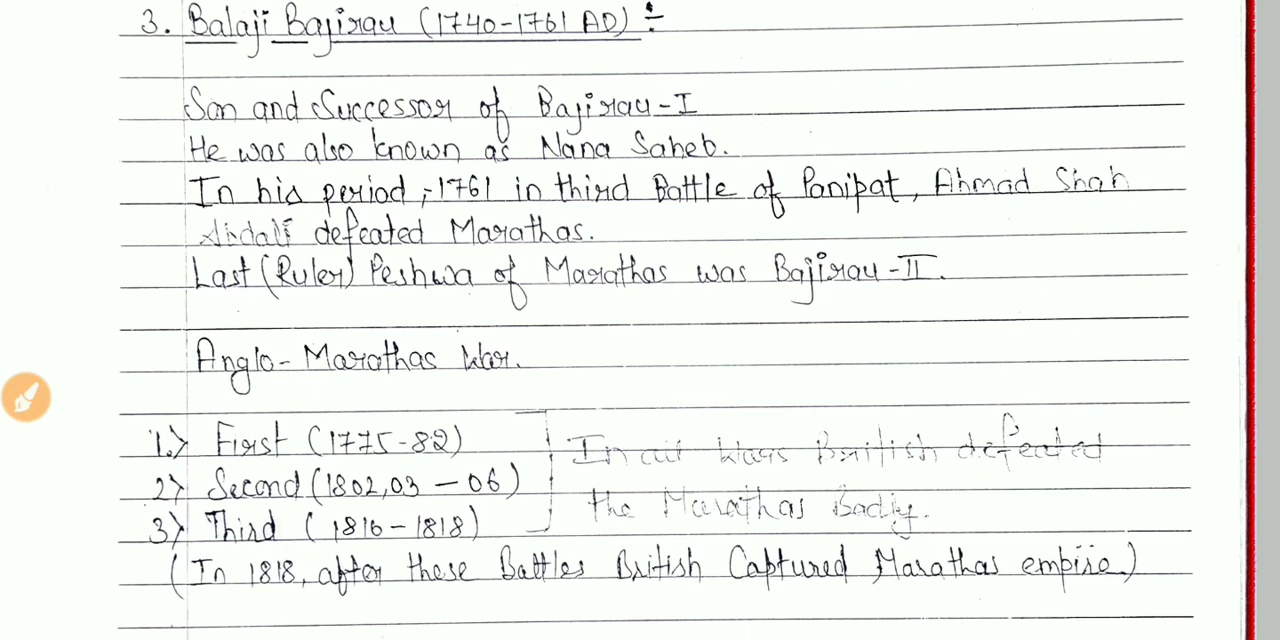 3. Balaji Bajirau (1740-1761 AD) :-
Son and Successor of Bajirau-I
He was also known as Nana Saheb.
In his period, 1761 in third Battle of Panipat, Ahmad Shah
Abdali defeated Marathas.
Last (Ruler) Peshwa of Marathas was Bajirau-II.
Anglo-Marathas War.
1.) First (1775-82)
2) Second (1802,03 - 06)
3) Third (1816-1818)
In all Wars British defeated
the Marathas Badly.
(In 1818, after these Battles British Captured Marathas empire.)